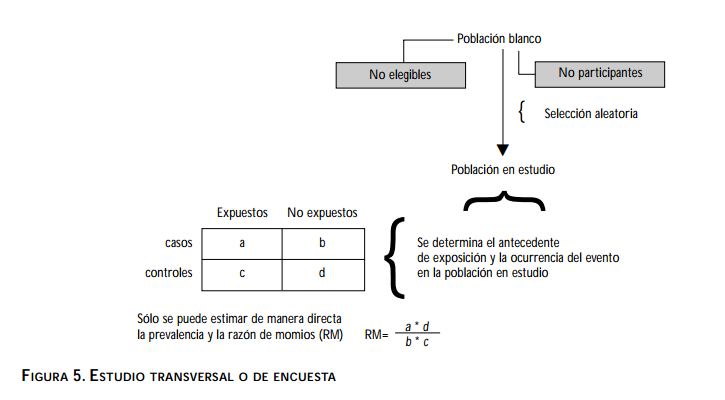 Población blanco
No elegibles
No participantes
{ Selección aleatoria
Población en estudio
Expuestos No expuestos
casos a b
controles c d
Se determina el antecedente
de exposición y la ocurrencia del evento
en la población en estudio
Sólo se puede estimar de manera directa
la prevalencia y la razón de momios (RM)
RM= a * d
b * c
FIGURA 5. ESTUDIO TRANSVERSAL O DE ENCUESTA